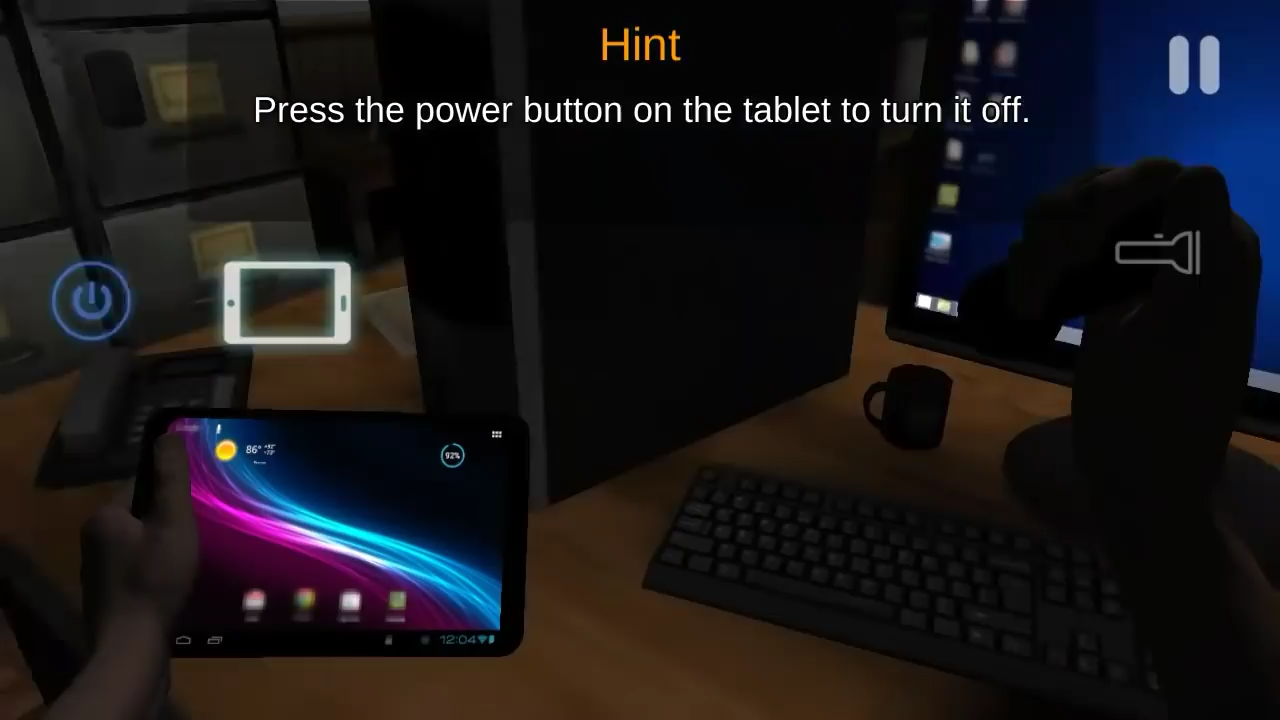 Hint
Press the power button on the tablet to turn it off.
86°
92%
12:04